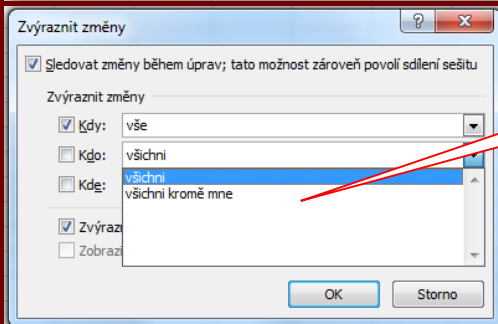 Zvýraznit změny
Sledovat změny během úprav; tato možnost zároveň povolí sdílení sešitu
Zvýraznit změny
Kdy: vše
Kdo: všichni
všichni
všichni kromě mne
Kde:
OK Storno